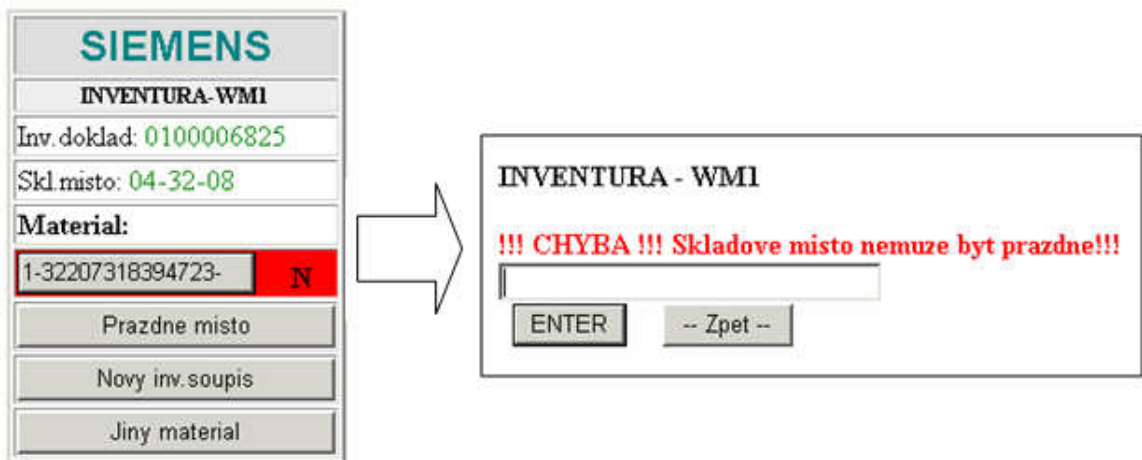 SIEMENS
INVENTURA-WM1
Inv.doklad: 0100006825
Skl.misto: 04-32-08
Material:
1-32207318394723- N
Prazdne misto
Novy inv.soupis
Jiny material
INVENTURA - WM1
!!! CHYBA !!! Skladove misto nemuze byt prazdne!!!
ENTER -- Zpet --